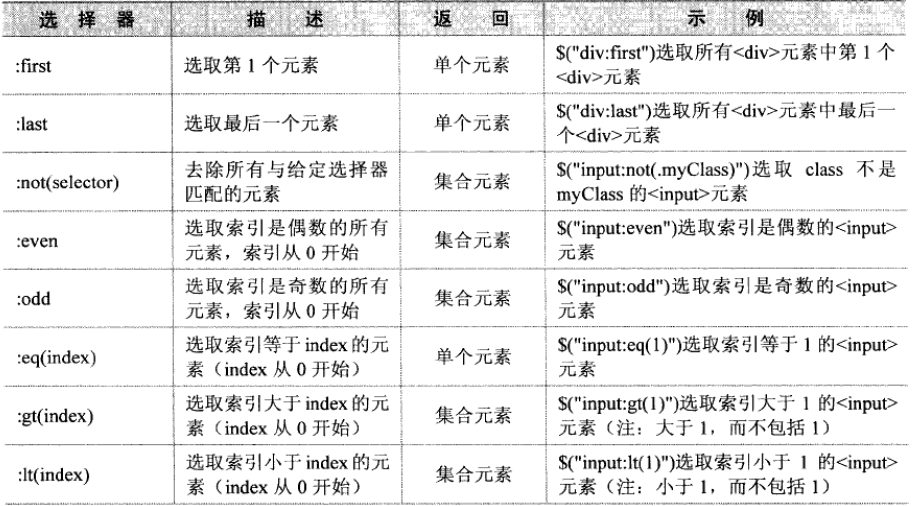 选择器 描述 返回 示例
:first 选取第1个元素 单个元素 $("div:first")选取所有<div>元素中第1个
<div>元素
:last 选取最后一个元素 单个元素 $("div:last")选取所有<div>元素中最后一
个<div>元素
:not(selector) 去除所有与给定选择器 集合元素 $("input:not(.myClass)")选取 class 不是
匹配的元素 myClass 的<input>元素
:even 选取索引是偶数的所有 集合元素 $("input:even")选取索引是偶数的<input>
元素，索引从 0 开始 元素
:odd 选取索引是奇数的所有 集合元素 $("input:odd")选取索引是奇数的<input>
元素，索引从 0 开始 元素
:eq(index) 选取索引等于 index 的元 单个元素 $("input:eq(1)")选取索引等于 1 的<input>
素（index 从 0 开始） 元素
:gt(index) 选取索引大于 index 的元 集合元素 $("input:gt(1)")选取索引大于 1 的<input>
素（index 从 0 开始） 元素（注：大于 1，而不包括 1）
:lt(index) 选取索引小于 index 的元 集合元素 $("input:lt(1)")选取索引小于 1 的<input>
素（index 从 0 开始） 元素（注：小于 1，而不包括 1）